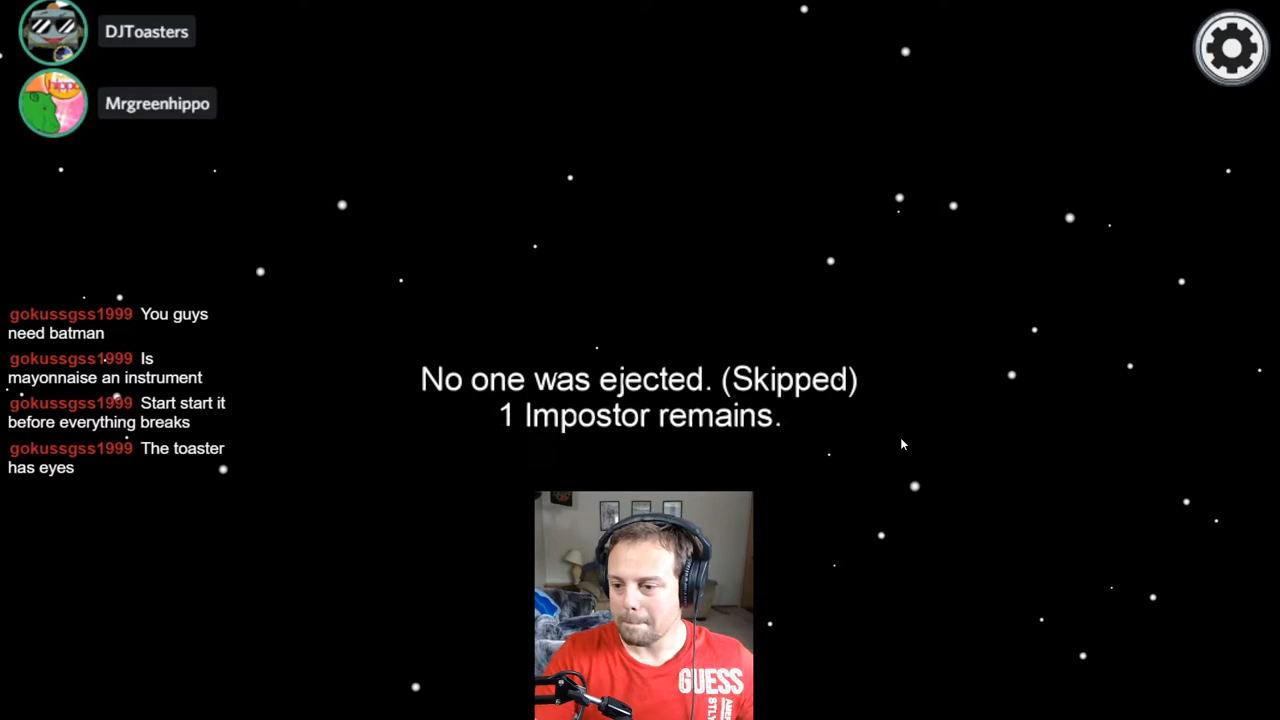 DJToasters
hippo
Mrgreenhippo
gokussgss1999 You guys
need batman
gokussgss1999 Is
mayonnaise an instrument
gokussgss1999 Start start it
before everything breaks
gokussgss1999 The toaster
has eyes
No one was ejected. (Skipped)
1 Impostor remains.
GUESS